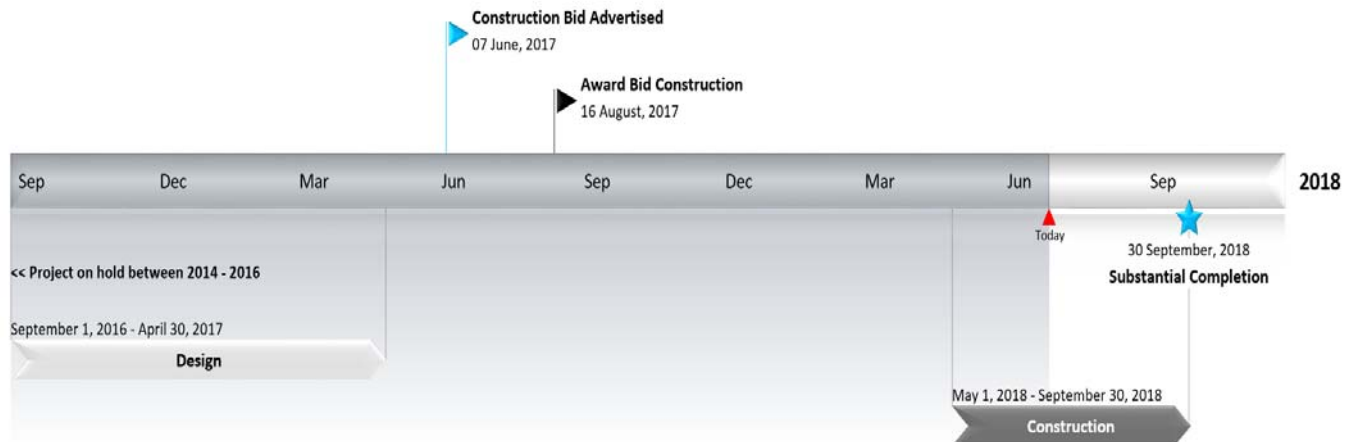 Construction Bid Advertised
07 June, 2017
Award Bid Construction
16 August, 2017
Sep Dec Mar Jun Sep Dec Mar Jun Sep 2018
Today
30 September, 2018
Substantial Completion
<< Project on hold between 2014 - 2016
September 1, 2016 - April 30, 2017
Design
May 1, 2018 - September 30, 2018
Construction